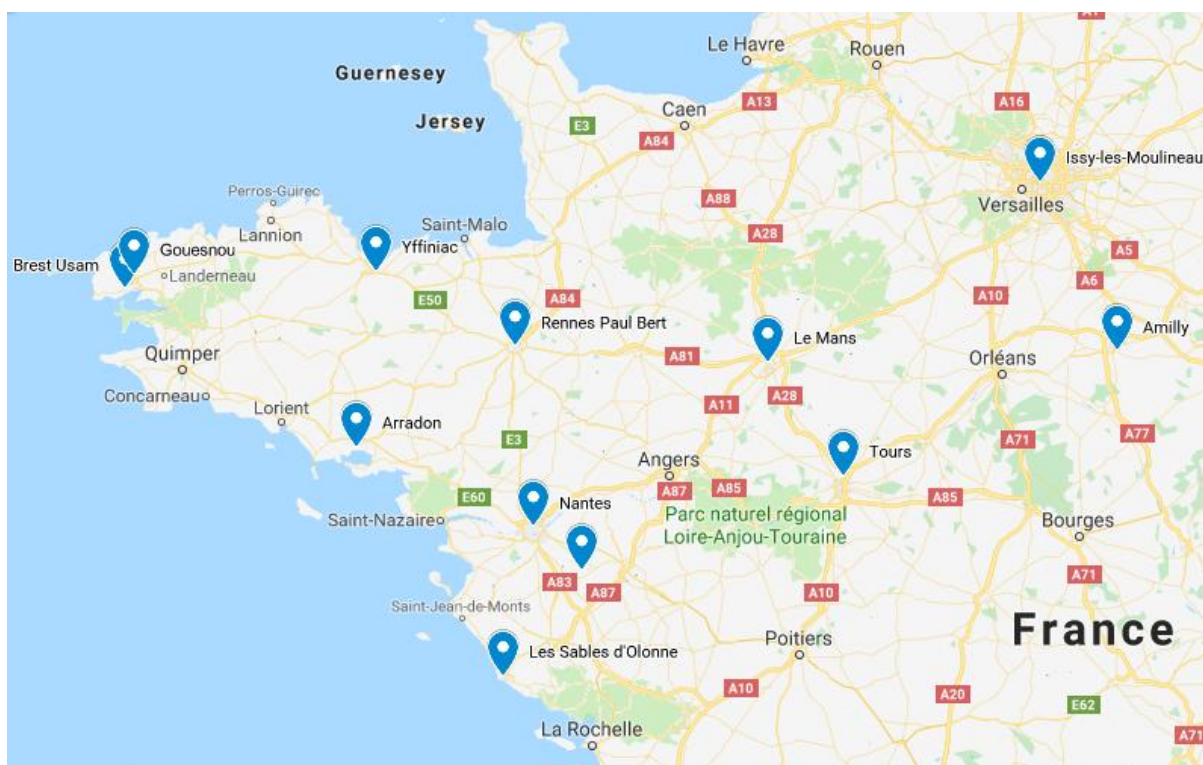 A1
Le Havre
Rouen
Guernesey
A16
A13
Caen
Jersey
E3
A84
Issy-les-Moulineau
Versailles
Perros-Guirec
A88
Lannion
Saint-Malo
A28
Gouesnou
Yffiniac
A5
Brest Usam
Landerneau
A6
E50
A84
A10
Rennes Paul Bert
Le Mans
Amilly
Quimper
A81
Orléans
Concarneau
A28
Lorient
A11
Arradon
E3
A71
A77
Tours
Angers
A87
A85
E60
A85
Nantes
Parc naturel régional
Loire-Anjou-Touraine
Saint-Nazaire
Bourges
A83
A87
A10
A71
Saint-Jean-de-Monts
France
Poitiers
Les Sables d'Olonne
A10
A20
E62
La Rochelle
A71